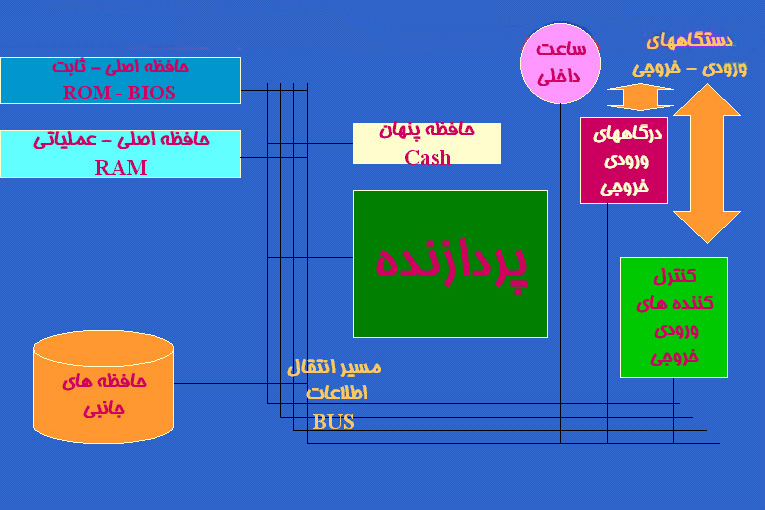 دستگاههای
ورودی – خروجی
ساعت
داخلی
حافظه اصلی – ثابت
ROM - BIOS
حافظه اصلی – عملیاتی
RAM
حافظه پنهان
Cash
درگاههای
ورودی
خروجی
پردازنده
کنترل
کننده های
ورودی
خروجی
حافظه های
جانبی
مسیر انتقال
اطلاعات
BUS